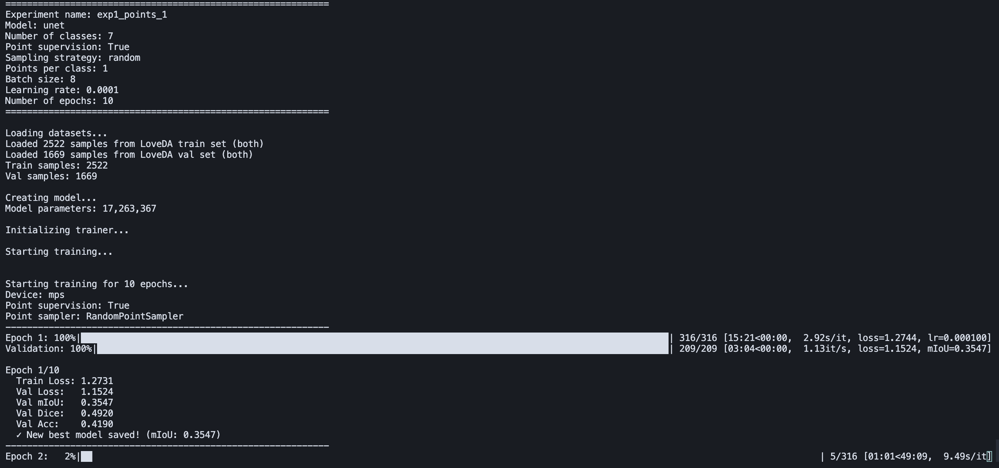 ============================================================
Experiment name: exp1_points_1
Model: unet
Number of classes: 7
Point supervision: True
Sampling strategy: random
Points per class: 1
Batch size: 8
Learning rate: 0.0001
Number of epochs: 10
============================================================
Loading datasets...
Loaded 2522 samples from LoveDA train set (both)
Loaded 1669 samples from LoveDA val set (both)
Train samples: 2522
Val samples: 1669
Creating model...
Model parameters: 17,263,367
Initializing trainer...
Starting training...
Starting training for 10 epochs...
Device: mps
Point supervision: True
Point sampler: RandomPointSampler
------------------------------------------------------------
Epoch 1: 100%| | 316/316 [15:21<00:00,  2.92s/it, loss=1.2744, lr=0.000100]
Validation: 100%| | 209/209 [03:04<00:00,  1.13it/s, loss=1.1524, mIoU=0.3547]
Epoch 1/10
  Train Loss: 1.2731
  Val Loss:   1.1524
  Val mIoU:   0.3547
  Val Dice:   0.4920
  Val Acc:    0.4190
  ✓ New best model saved! (mIoU: 0.3547)
------------------------------------------------------------
Epoch 2:   2%| | 5/316 [01:01<49:09,  9.49s/it]